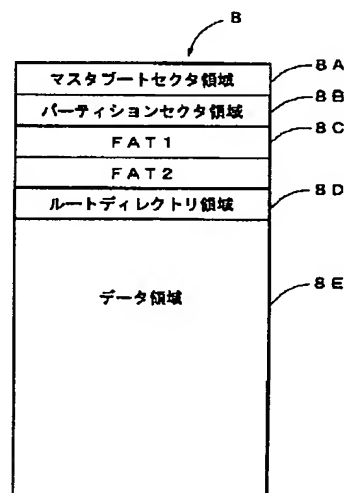 8
マスタブートセクタ領域
8A
パーティションセクタ領域
8B
FAT1
8C
FAT2
ルートディレクトリ領域
8D
データ領域
8E